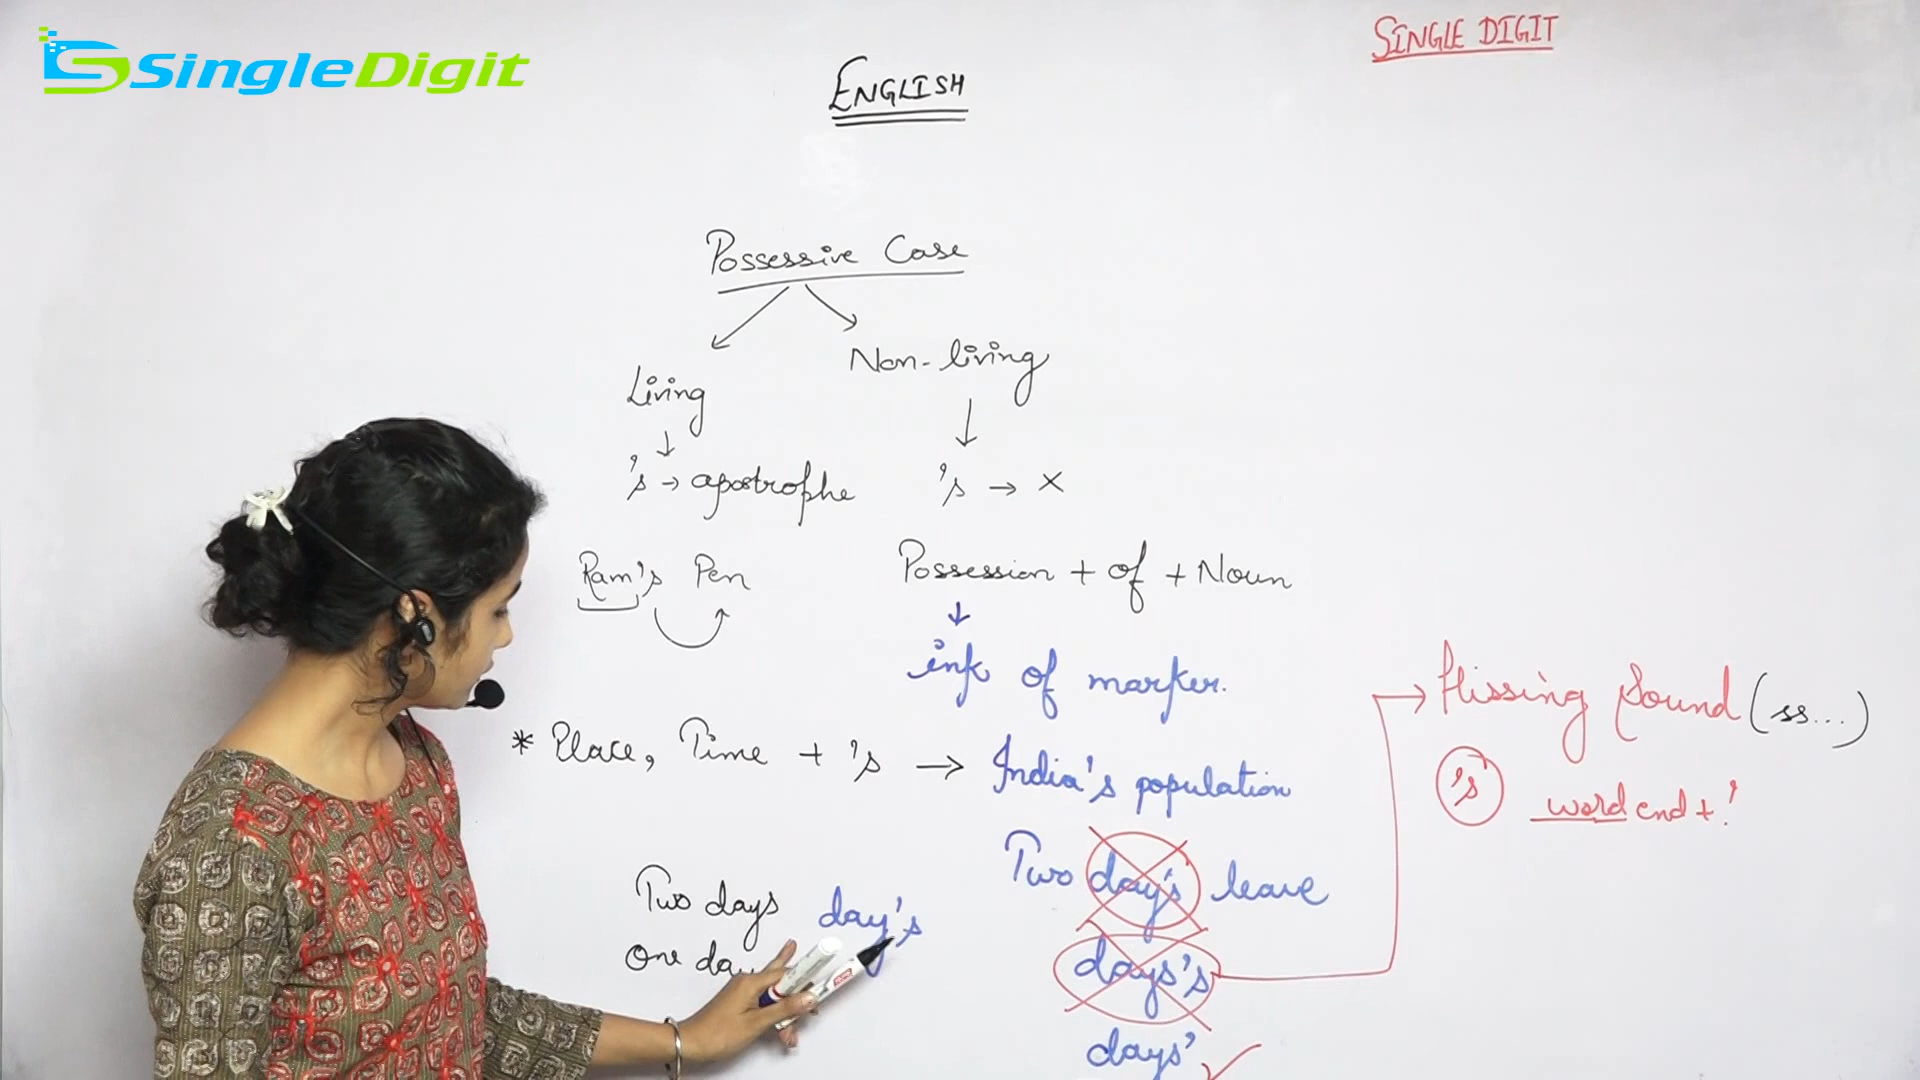 SingleDigit
SINGLE DIGIT
ENGLISH
Possessive Case
Living
Non-living
's → apostrophe
's → ×
Ram's Pen
Possession + of + Noun
ink of marker.
* Place, Time + 's → India's population
Hissing Sound (ss...)
's
word end + '
Two days
day's
One day
Two day's leave
days's
days' ✓